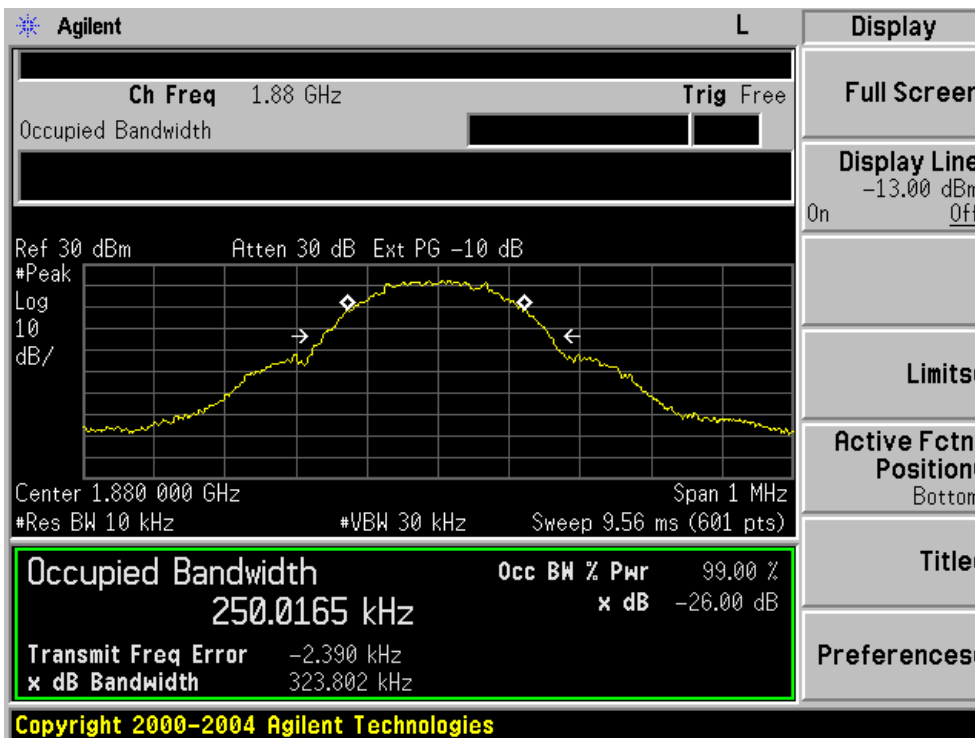 Agilent L
Ch Freq 1.88 GHz Trig Free
Occupied Bandwidth
Ref 30 dBm Atten 30 dB Ext PG -10 dB
#Peak
Log
10
dB/
Center 1.880 000 GHz Span 1 MHz
#Res BW 10 kHz #VBW 30 kHz Sweep 9.56 ms (601 pts)
Occupied Bandwidth Occ BW % Pwr 99.00 %
250.0165 kHz x dB -26.00 dB
Transmit Freq Error -2.390 kHz
x dB Bandwidth 323.802 kHz
Copyright 2000-2004 Agilent Technologies
Display
Full Screen
Display Line
-13.00 dBm
On Off
Limits
Active Fctn
Position
Bottom
Title
Preferences